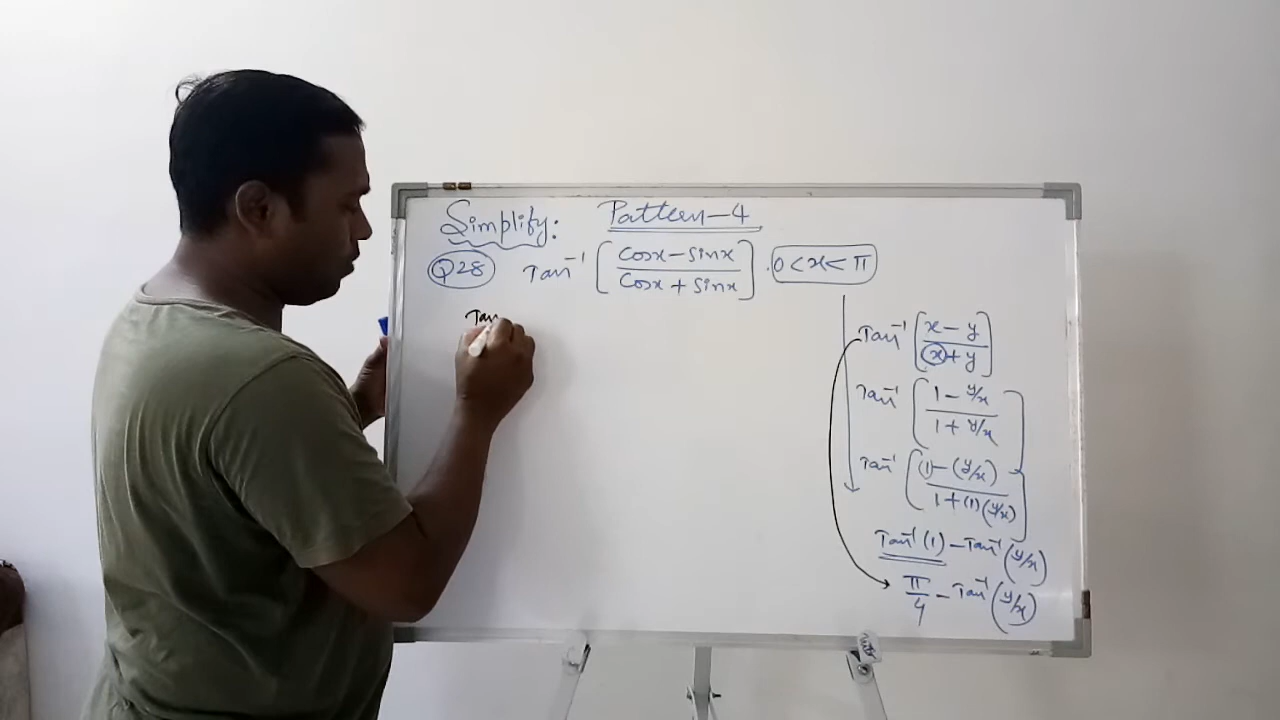 Simplify: Pattern-4
Q28 Tan⁻¹ [cosx - sinx / cosx + sinx] . 0 < x < π
Tan
Tan⁻¹ [x - y / x + y]
Tan⁻¹ [1 - y/x / 1 + y/x]
Tan⁻¹ ((1) - (y/x) / 1 + (1)(y/x))
Tan⁻¹(1) - Tan⁻¹(y/x)
π/4 - Tan⁻¹(y/x)